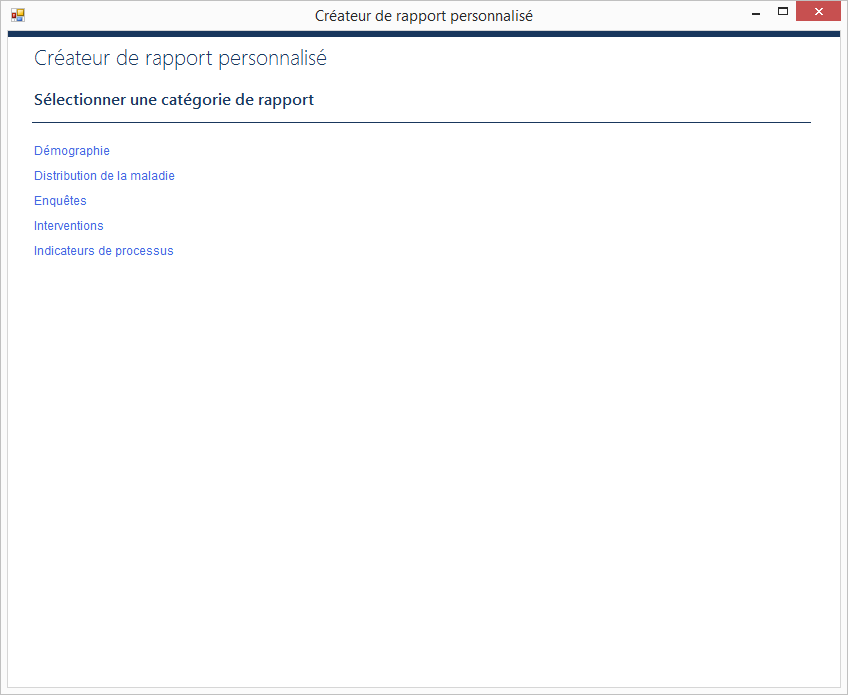 Créateur de rapport personnalisé
Créateur de rapport personnalisé
Sélectionner une catégorie de rapport
Démographie
Distribution de la maladie
Enquêtes
Interventions
Indicateurs de processus